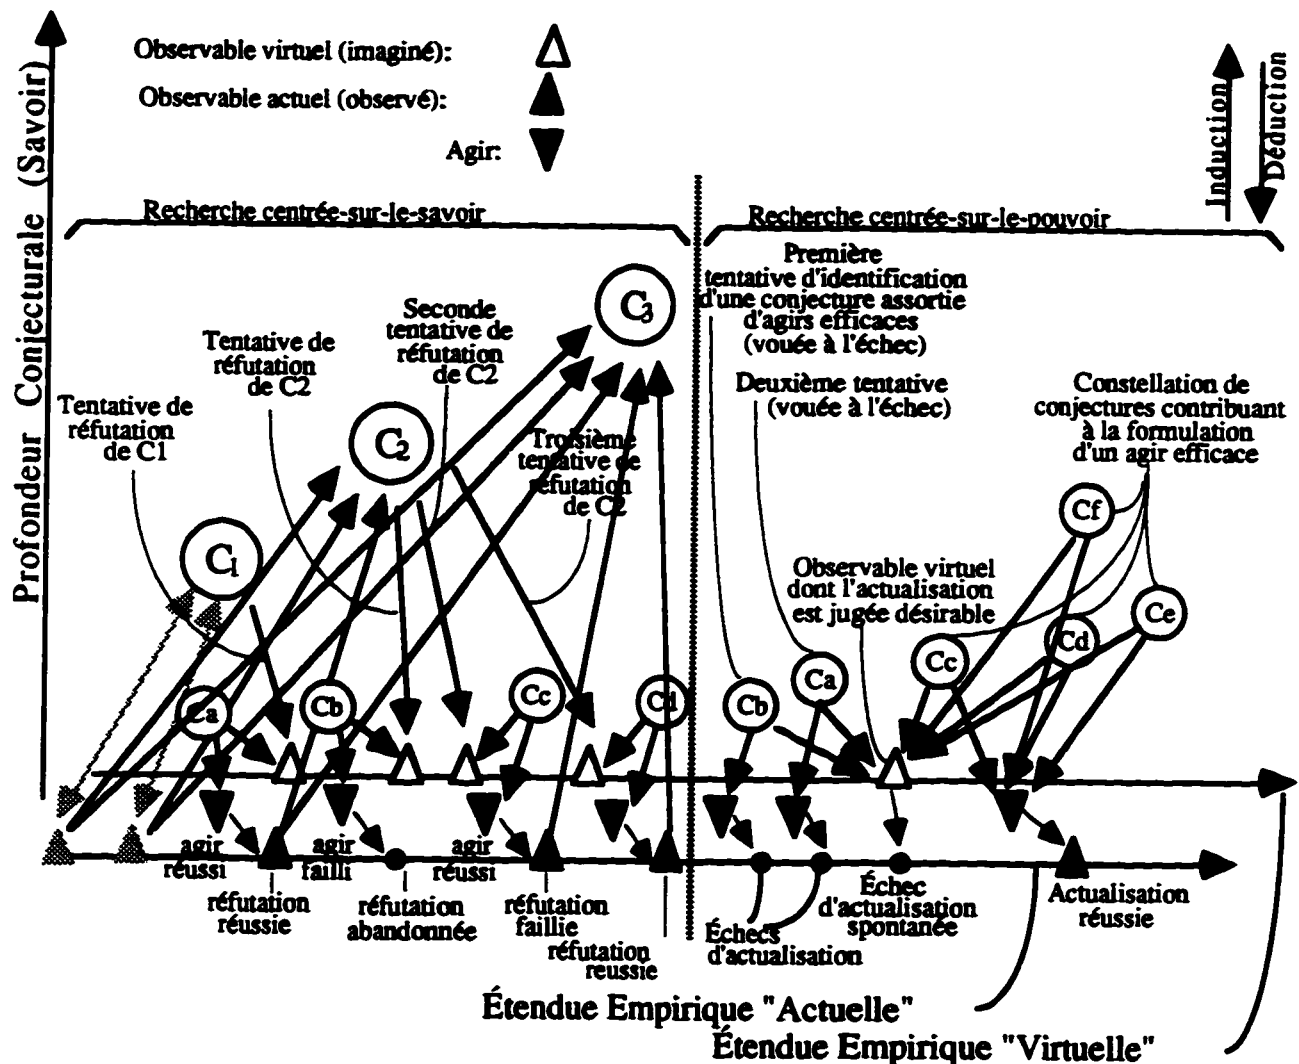 Profondeur Conjecturale (Savoir)
Observable virtuel (imaginé):
Observable actuel (observé):
Agir:
Induction
Déduction
Recherche centrée-sur-le-savoir
Recherche centrée-sur-le-pouvoir
Première
tentative d'identification
d'une conjecture assortie
d'agirs efficaces
(vouée à l'échec)
Deuxième tentative
(vouée à l'échec)
Constellation de
conjectures contribuant
à la formulation
d'un agir efficace
Observable virtuel
dont l'actualisation
est jugée désirable
Tentative de
réfutation
de C1
Tentative de
réfutation
de C2
Seconde
tentative de
réfutation
de C2
Troisième
tentative de
réfutation
de C2
C1
C2
C3
Ca
Cb
Cc
Cd
Cb
Ca
Cc
Cd
Ce
Cf
agir
réussi
agir
failli
agir
réussi
réfutation
réussie
réfutation
abandonnée
réfutation
faillie
réfutation
reussie
Échecs
d'actualisation
Échec
d'actualisation
spontanée
Actualisation
réussie
Étendue Empirique "Actuelle"
Étendue Empirique "Virtuelle"